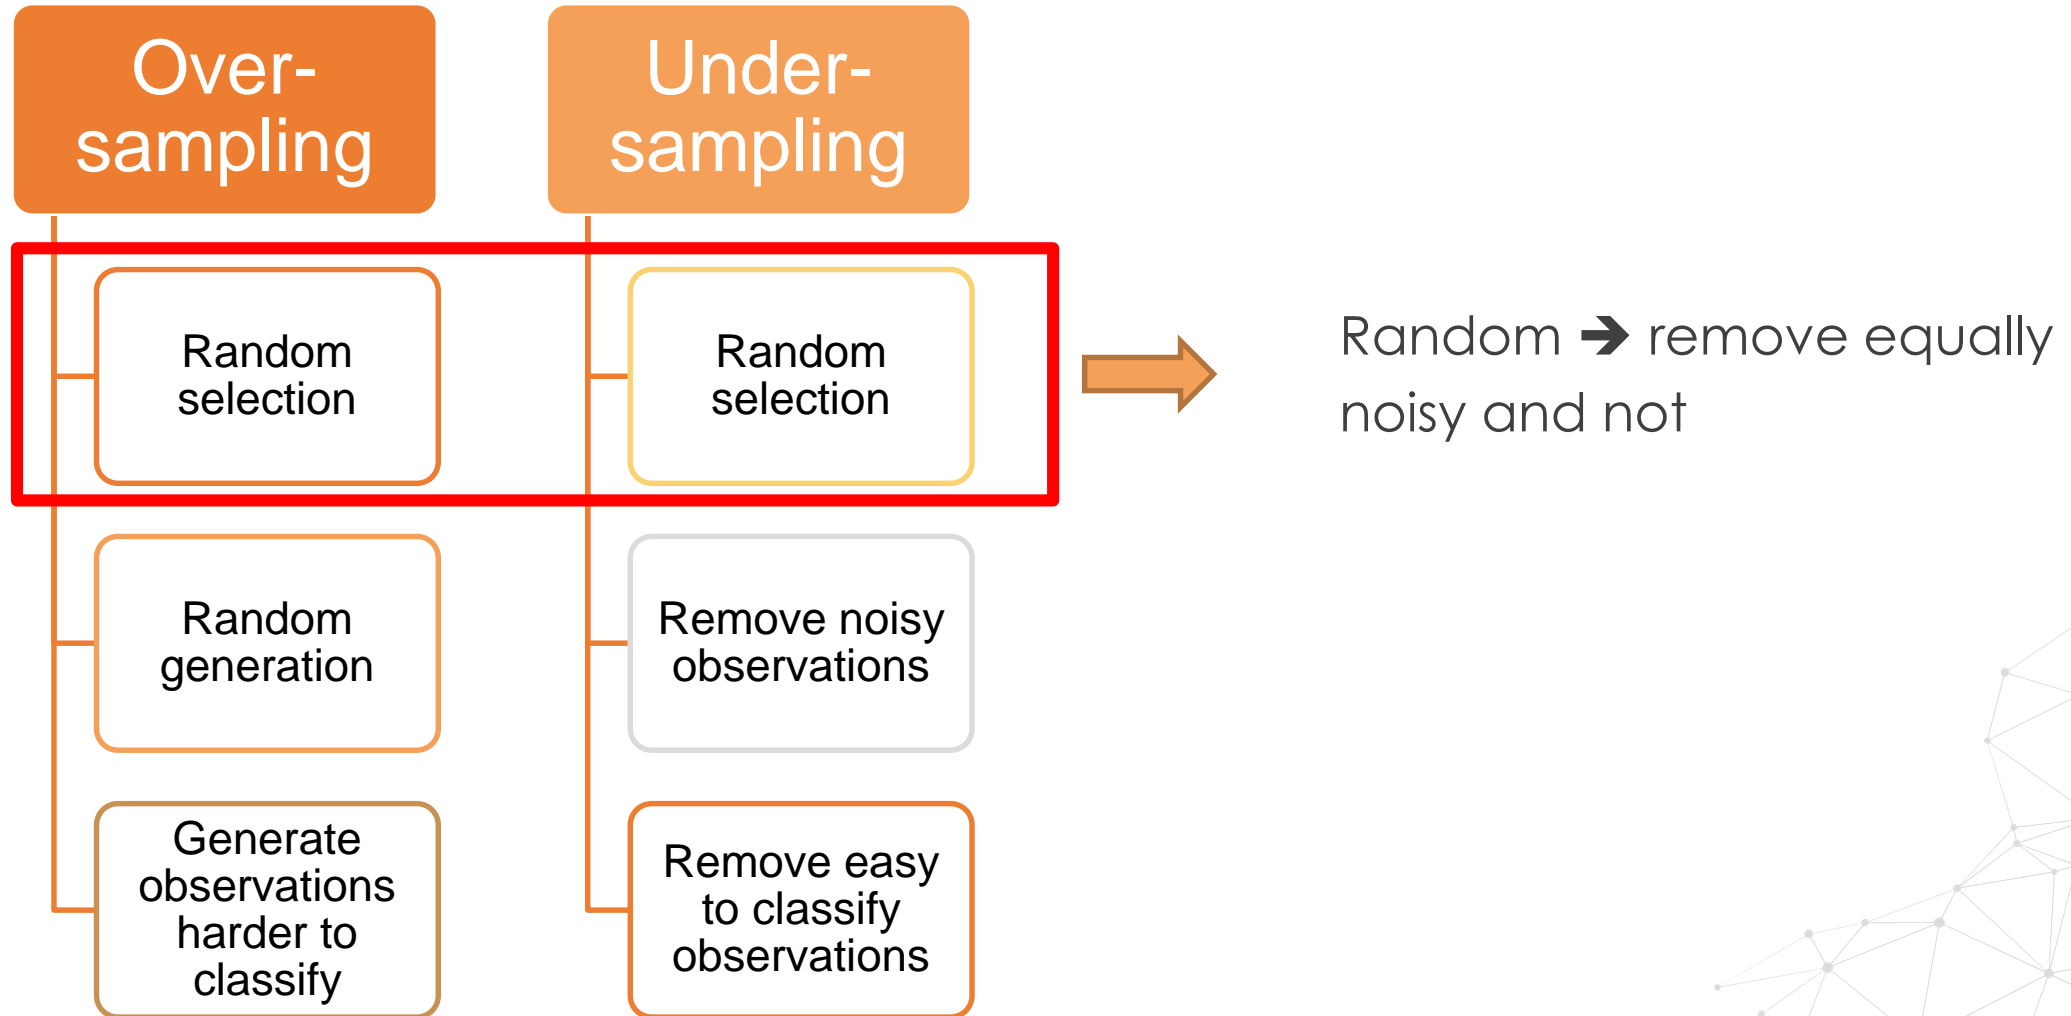 Over-
sampling
Under-
sampling
Random
selection
Random
selection
Random ➔ remove equally
noisy and not
Random
generation
Remove noisy
observations
Generate
observations
harder to
classify
Remove easy
to classify
observations